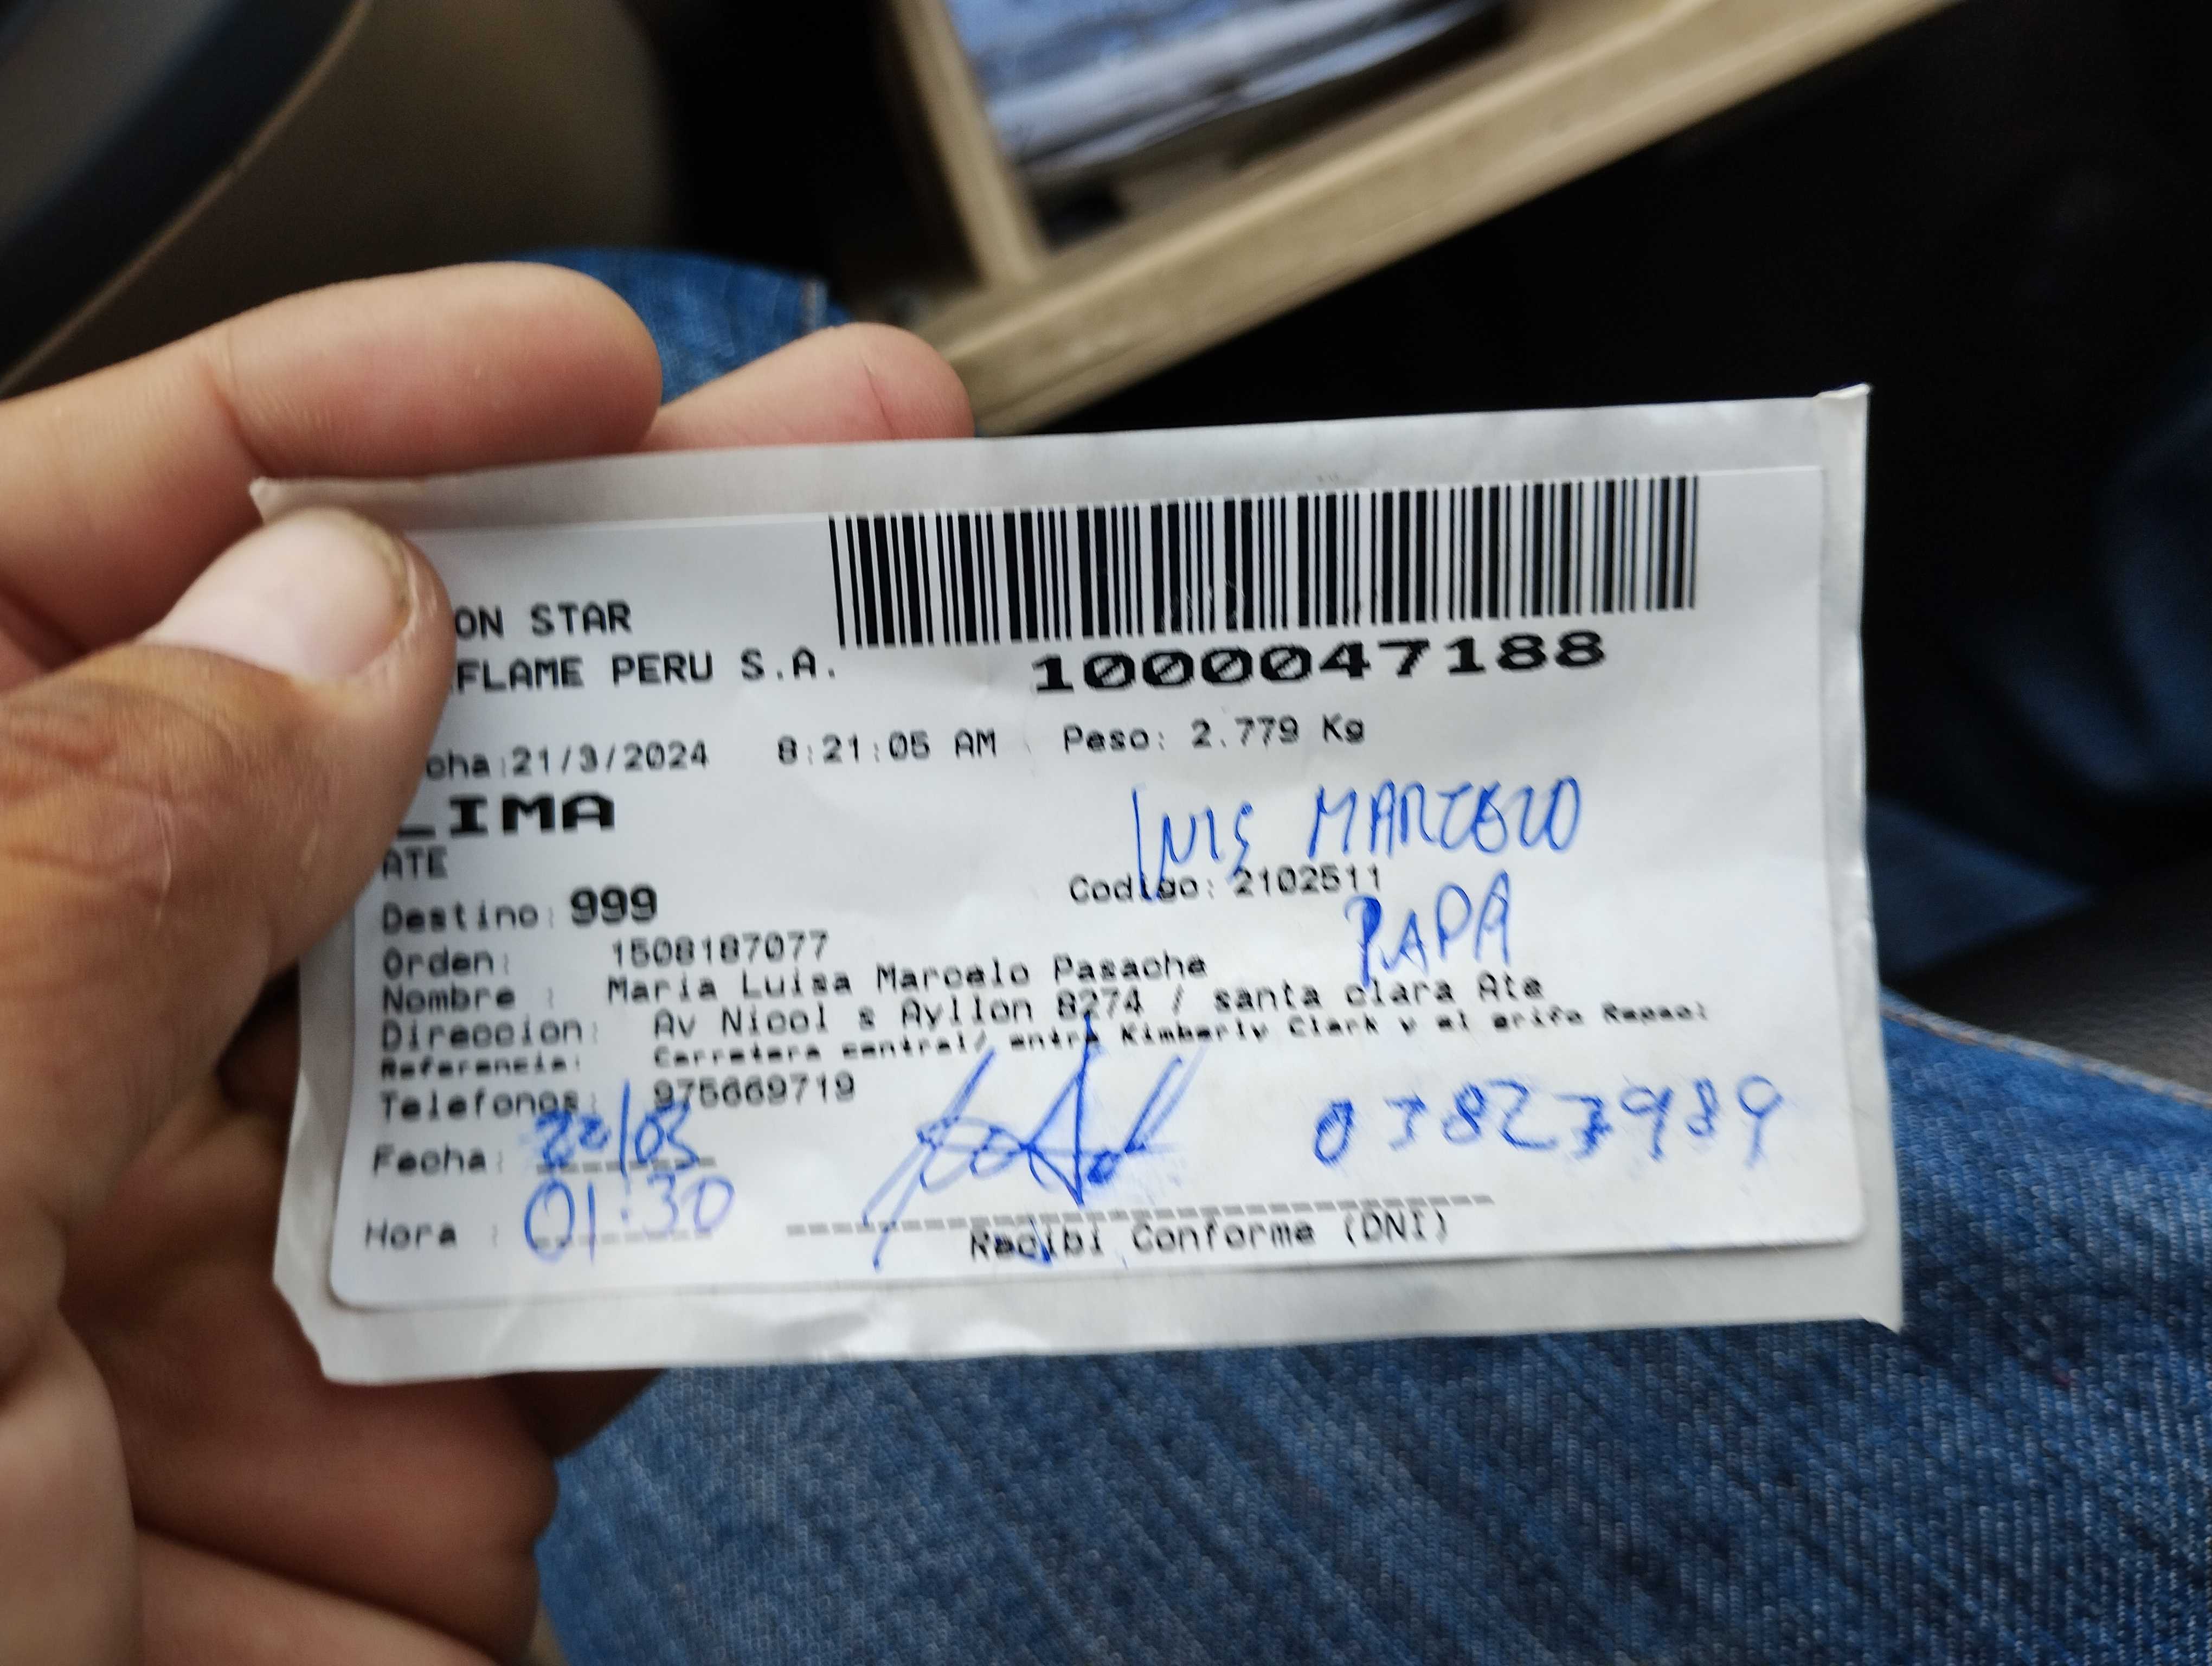 ON STAR
FLAME PERU S.A.
1000047188
cha:21/3/2024 8:21:05 AM Peso: 2.779 Kg
LIMA
ATE
MARCELO
Destino: 999 Codigo: 2102511
PAPA
Orden: 1508187077
Nombre : Maria Luisa Marcelo Pasache
Direccion: Av Nicol s Ayllon 8274 / santa clara Ate
Referencia: Carretera central/ entre Kimberly Clark y el grifo Repsol
Telefonos: 975669719
Fecha: 22/03
07827989
Hora : 01:30
Recibi Conforme (DNI)